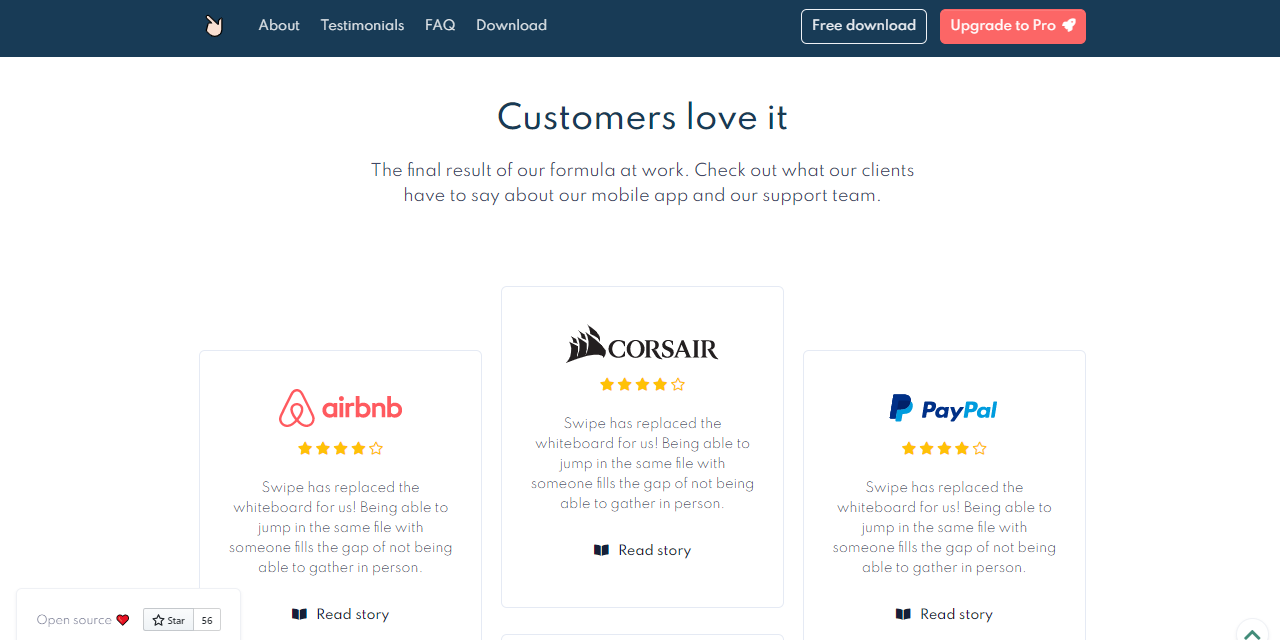 About Testimonials FAQ Download Free download Upgrade to Pro
Customers love it
The final result of our formula at work. Check out what our clients
have to say about our mobile app and our support team.
airbnb
Swipe has replaced the
whiteboard for us! Being able to
jump in the same file with
someone fills the gap of not being
able to gather in person.
Read story
CORSAIR
Swipe has replaced the
whiteboard for us! Being able to
jump in the same file with
someone fills the gap of not being
able to gather in person.
Read story
PayPal
Swipe has replaced the
whiteboard for us! Being able to
jump in the same file with
someone fills the gap of not being
able to gather in person.
Read story
Open source Star 56